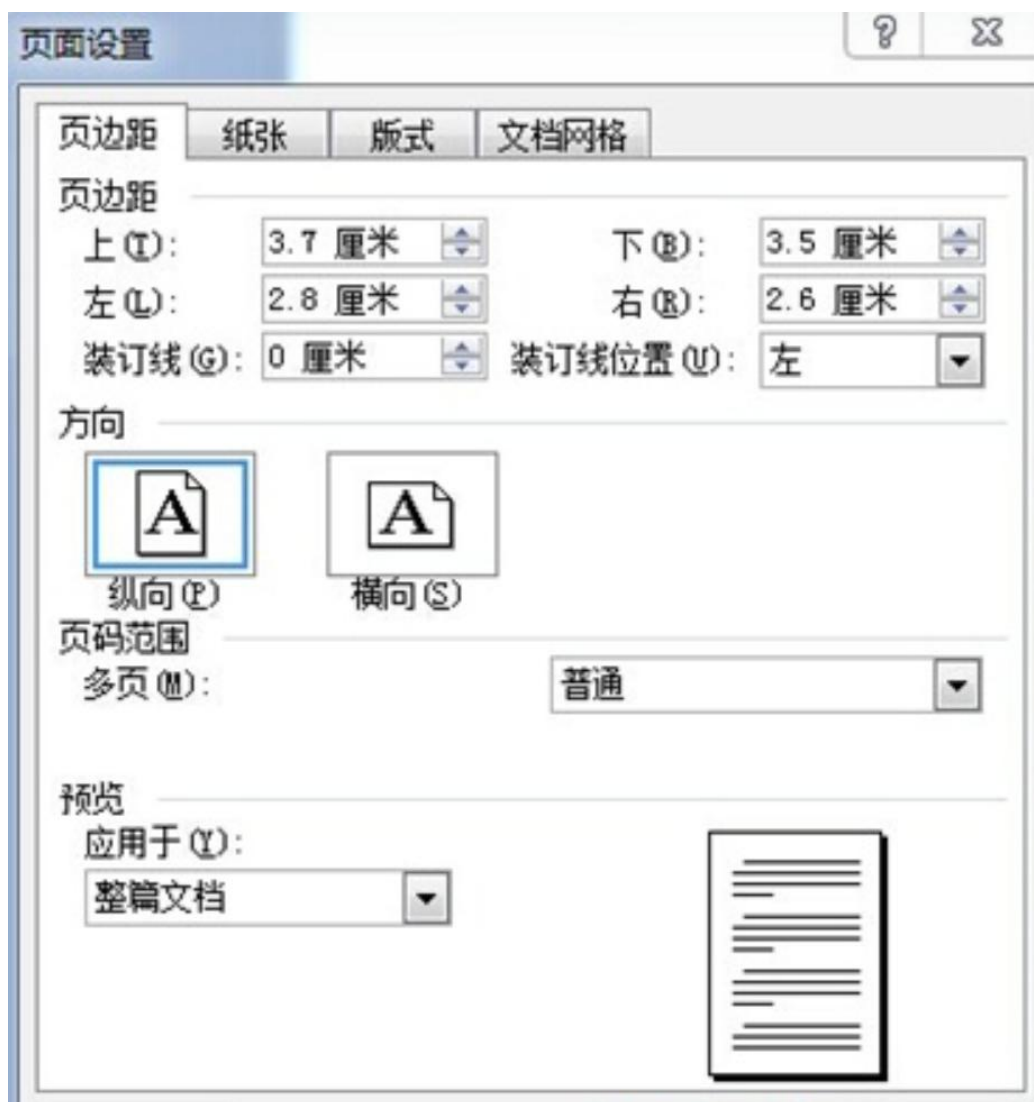 页面设置
页边距 纸张 版式 文档网格
页边距
上(T): 3.7 厘米 下(B): 3.5 厘米
左(L): 2.8 厘米 右(R): 2.6 厘米
装订线(G): 0 厘米 装订线位置(U): 左
方向
A A
纵向(P) 横向(S)
页码范围
多页(M): 普通
预览
应用于(Y):
整篇文档